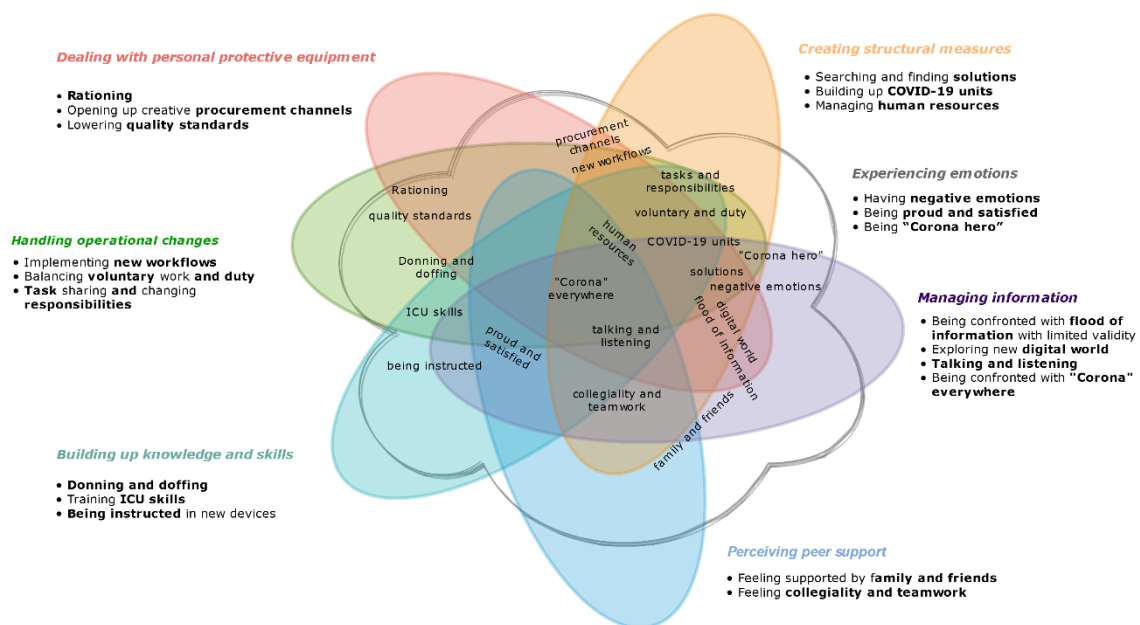 Dealing with personal protective equipment
• Rationing
• Opening up creative procurement channels
• Lowering quality standards
Creating structural measures
• Searching and finding solutions
• Building up COVID-19 units
• Managing human resources
Handling operational changes
• Implementing new workflows
• Balancing voluntary work and duty
• Task sharing and changing
responsibilities
Experiencing emotions
• Having negative emotions
• Being proud and satisfied
• Being “Corona hero”
Managing information
• Being confronted with flood of
information with limited validity
• Exploring new digital world
• Talking and listening
• Being confronted with "Corona"
everywhere
Building up knowledge and skills
• Donning and doffing
• Training ICU skills
• Being instructed in new devices
Perceiving peer support
• Feeling supported by family and friends
• Feeling collegiality and teamwork
procurement
channels
new workflows
tasks and
responsibilities
Rationing
quality standards
voluntary and duty
human
resources
COVID-19 units
"Corona hero"
Donning and
doffing
solutions
negative emotions
"Corona"
everywhere
ICU skills
digital world
flood of information
talking and
listening
proud and
satisfied
being instructed
collegiality and
teamwork
family and friends